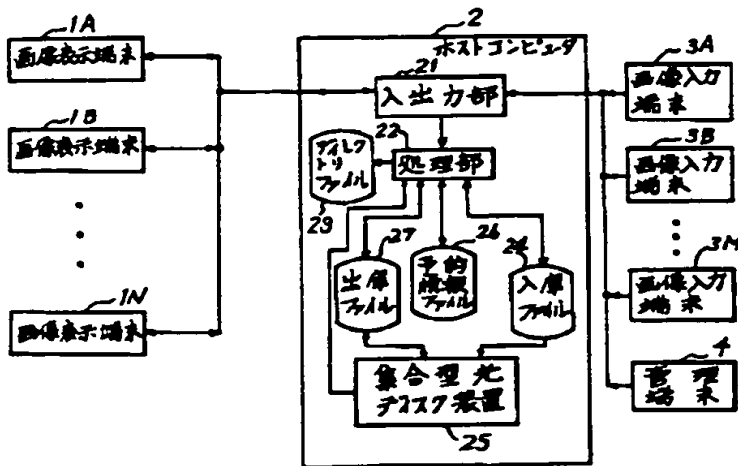 1A
画像表示端末
1B
画像表示端末
1N
画像表示端末
2
ホストコンピュータ
21
入出力部
22
処理部
ディレクトリ
ファイル
23
27
出庫
ファイル
26
予約
情報
ファイル
24
入庫
ファイル
集合型光
ディスク装置
25
3A
画像入力
端末
3B
画像入力
端末
3M
画像入力
端末
4
管理
端末